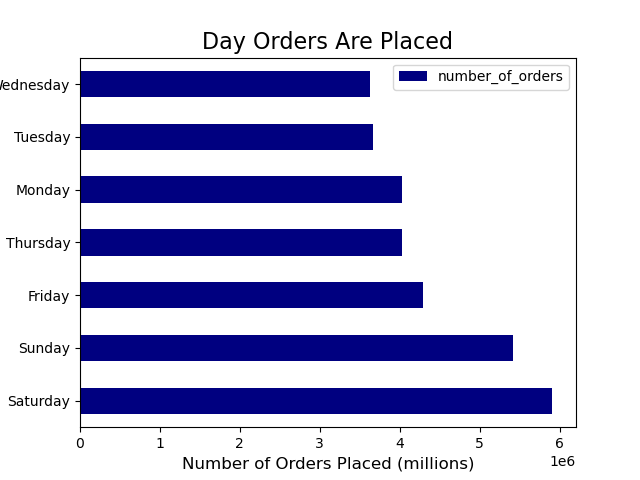 Day Orders Are Placed
number_of_orders
Wednesday
Tuesday
Monday
Thursday
Friday
Sunday
Saturday
0 1 2 3 4 5 6
1e6
Number of Orders Placed (millions)